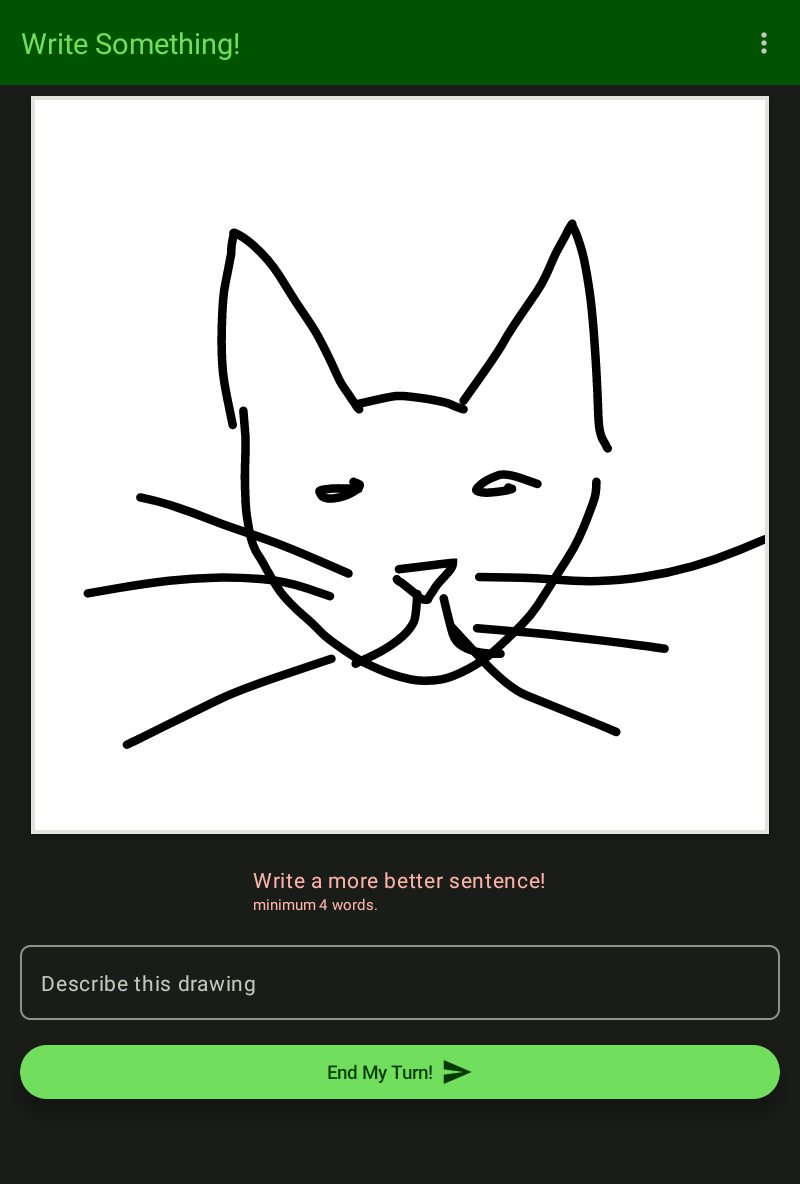 Write Something!
Write a more better sentence!
minimum 4 words.
Describe this drawing
End My Turn!